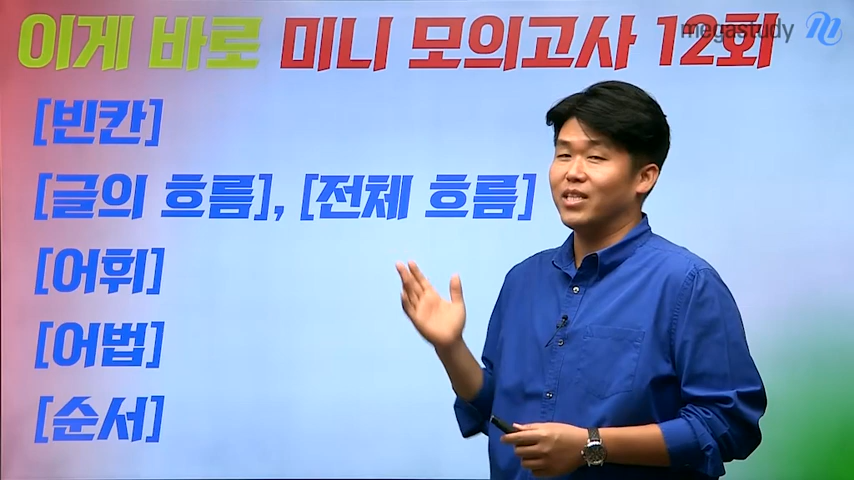 이게 바로 미니 모의고사 12회
megastudy
[빈칸]
[글의 흐름], [전체 흐름]
[어휘]
[어법]
[순서]